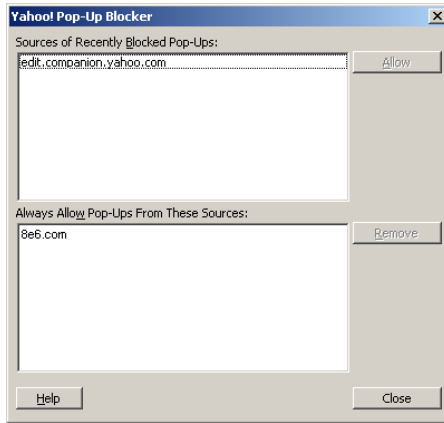 Yahoo! Pop-Up Blocker
Sources of Recently Blocked Pop-Ups:
edit.companion.yahoo.com
Allow
Always Allow Pop-Ups From These Sources:
8e6.com
Remove
Help
Close